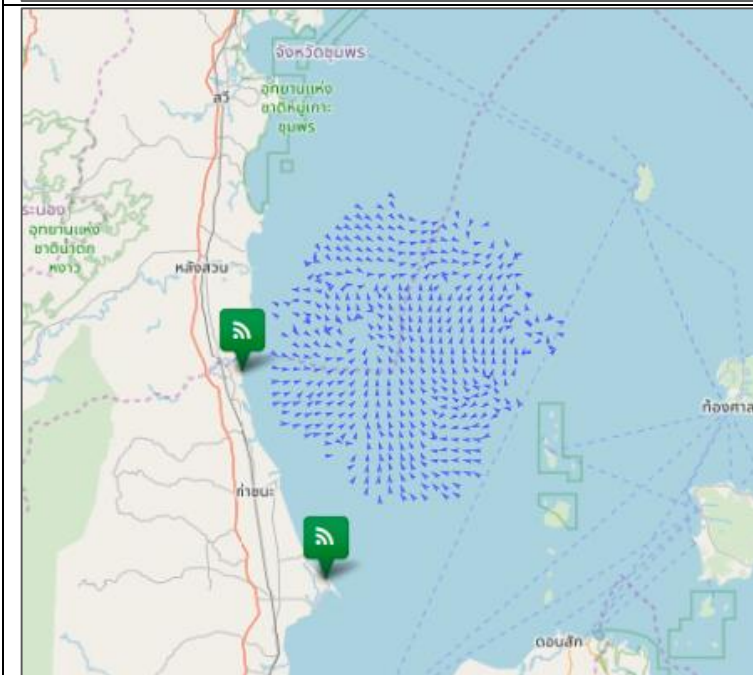 จังหวัดชุมพร
สวี
อุทยานแห่ง
ชาติหมู่เกาะ
ชุมพร
ระนอง
อุทยานแห่ง
ชาติน้ำตก
หงาว
หลังสวน
ท้องศาล
ท่าชนะ
ดอนสัก